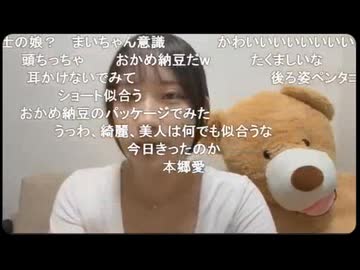 士の娘？ まいちゃん意識 かわいいいいいいいい
頭ちっちゃ おかめ納豆だw たくましいな
耳かけないでみて 後る姿ペンタゴ
ショート似合う
おかめ納豆のパッケージでみた
うっわ、綺麗、美人は何でも似合うな
今日きったのか
本郷愛